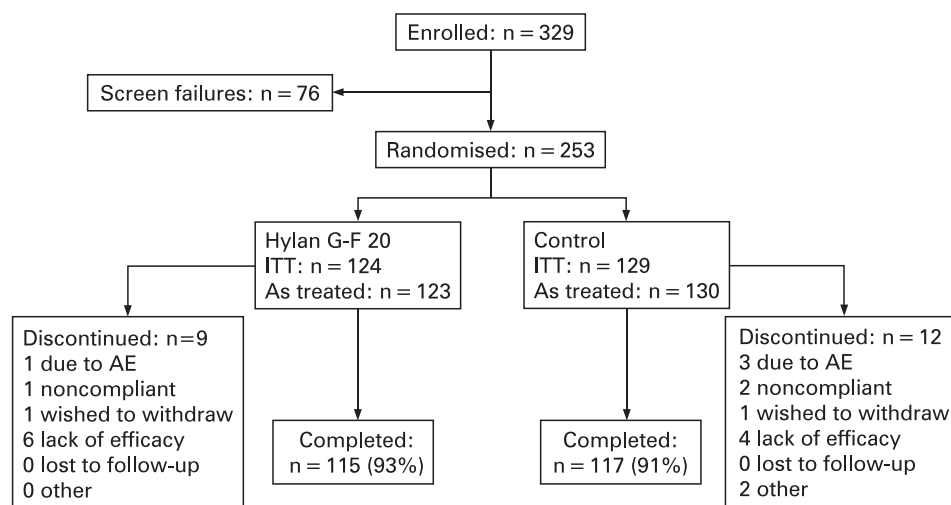 Enrolled: n = 329
Screen failures: n = 76
Randomised: n = 253
Hylan G-F 20
ITT: n = 124
As treated: n = 123
Control
ITT: n = 129
As treated: n = 130
Discontinued: n=9
1 due to AE
1 noncompliant
1 wished to withdraw
6 lack of efficacy
0 lost to follow-up
0 other
Completed:
n = 115 (93%)
Completed:
n = 117 (91%)
Discontinued: n = 12
3 due to AE
2 noncompliant
1 wished to withdraw
4 lack of efficacy
0 lost to follow-up
2 other